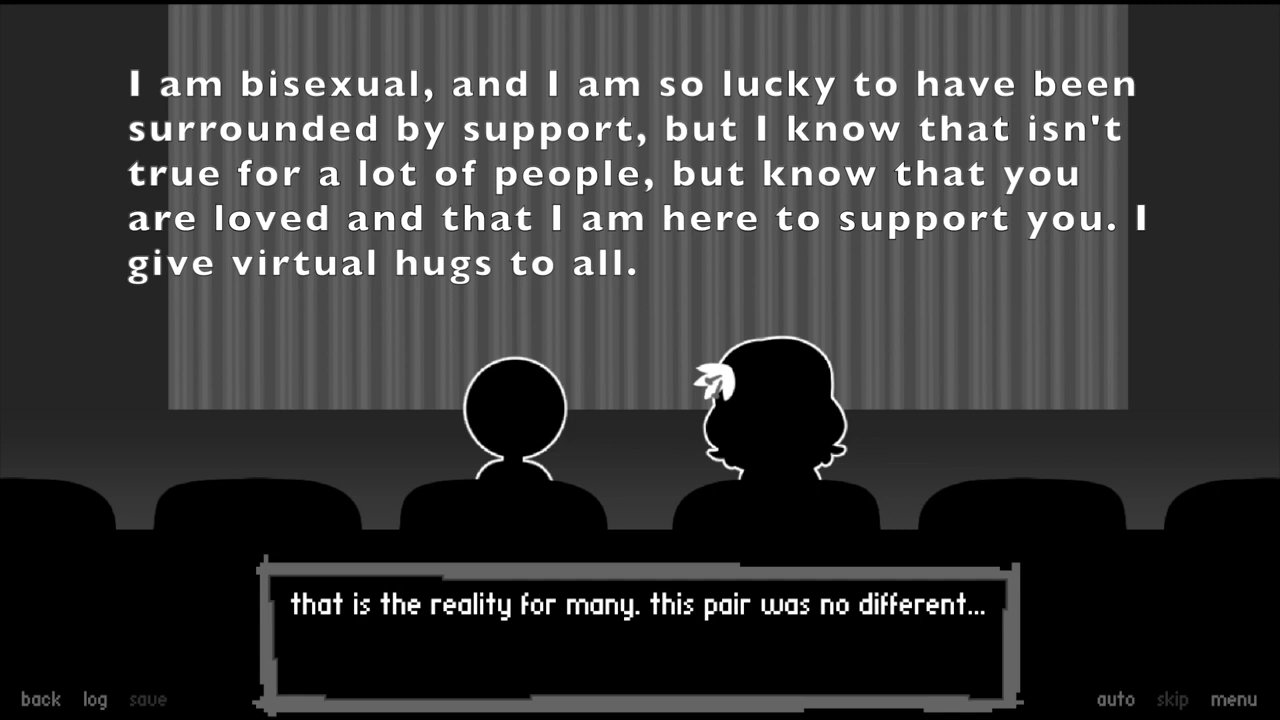 I am bisexual, and I am so lucky to have been
surrounded by support, but I know that isn't
true for a lot of people, but know that you
are loved and that I am here to support you. I
give virtual hugs to all.
that is the reality for many. this pair was no different...
back log save auto skip menu